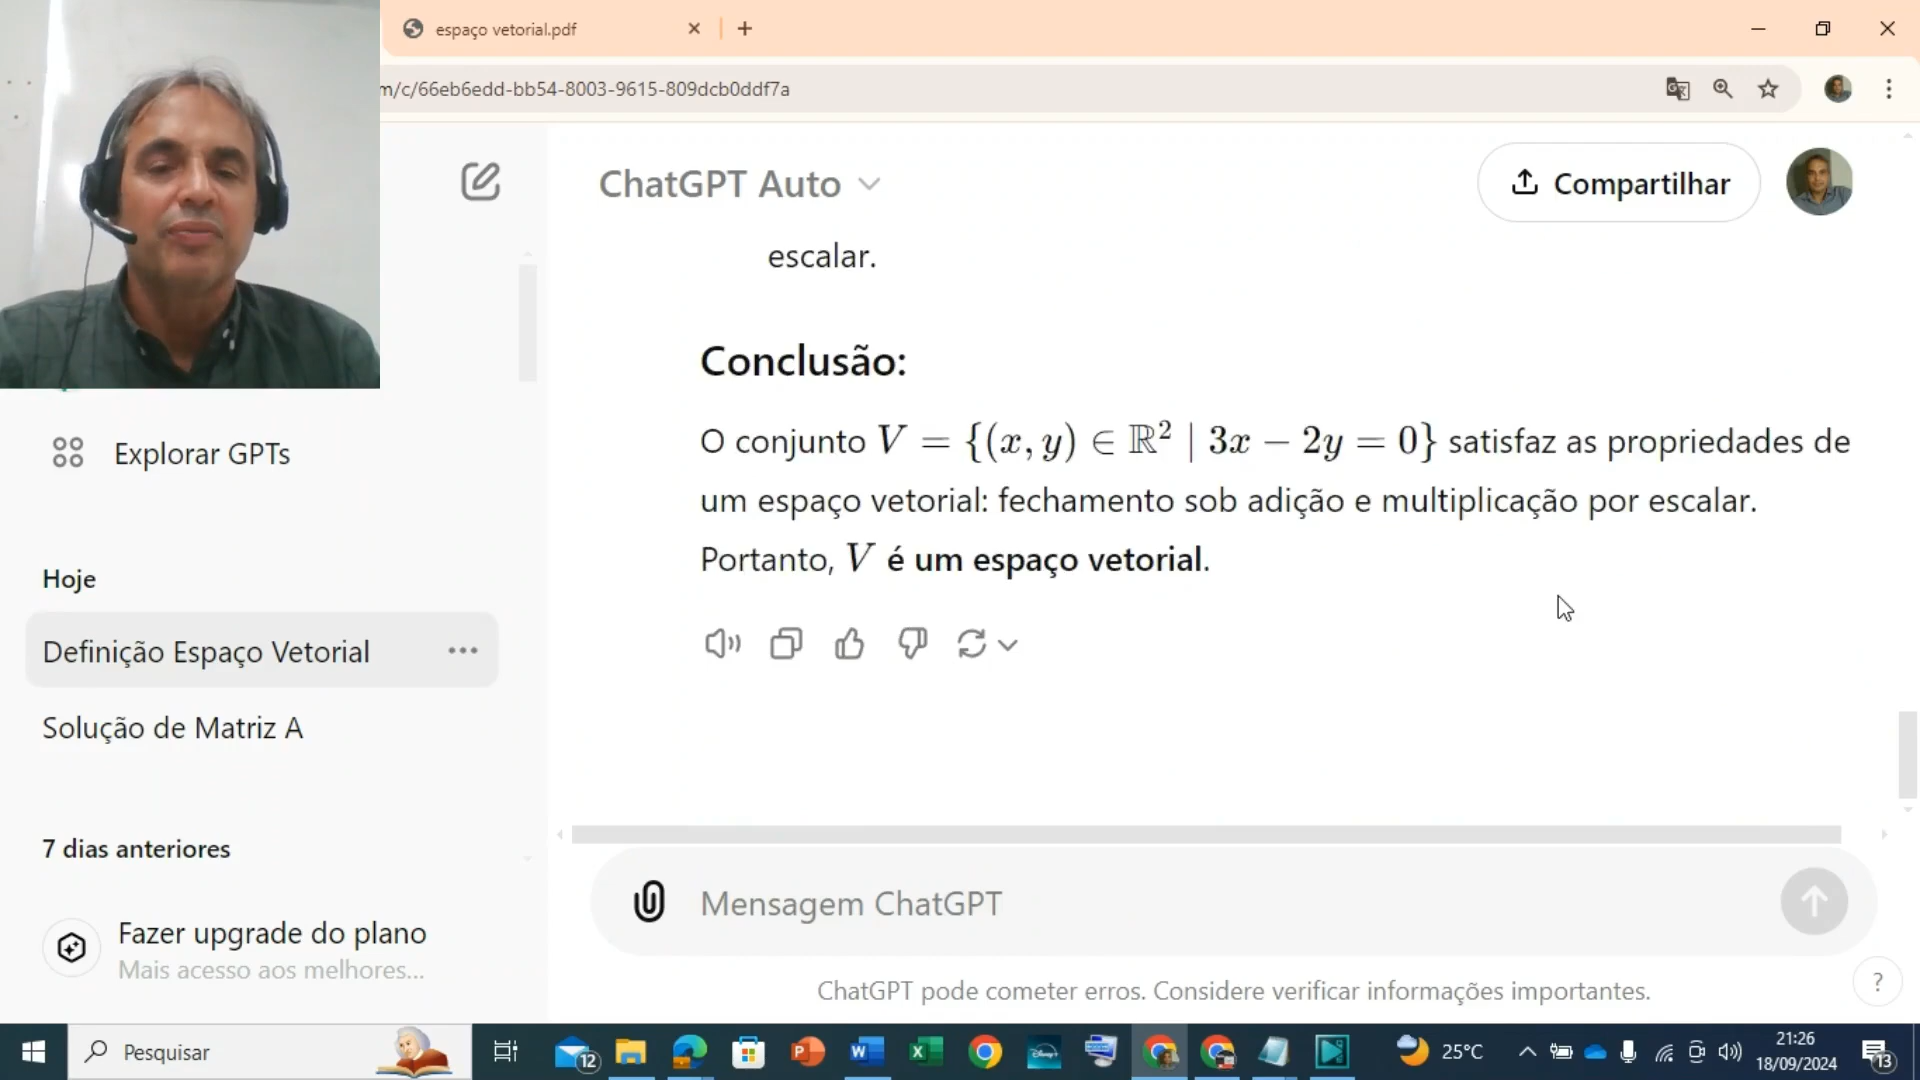 espaço vetorial.pdf
m/c/66eb6edd-bb54-8003-9615-809dcb0ddf7a
ChatGPT Auto
Compartilhar
escalar.
Conclusão:
O conjunto V = {(x, y) ∈ ℝ² | 3x − 2y = 0} satisfaz as propriedades de
um espaço vetorial: fechamento sob adição e multiplicação por escalar.
Portanto, V é um espaço vetorial.
Explorar GPTs
Hoje
Definição Espaço Vetorial
Solução de Matriz A
7 dias anteriores
Fazer upgrade do plano
Mais acesso aos melhores...
Mensagem ChatGPT
ChatGPT pode cometer erros. Considere verificar informações importantes.
?
Pesquisar
12
25°C
21:26
18/09/2024
13